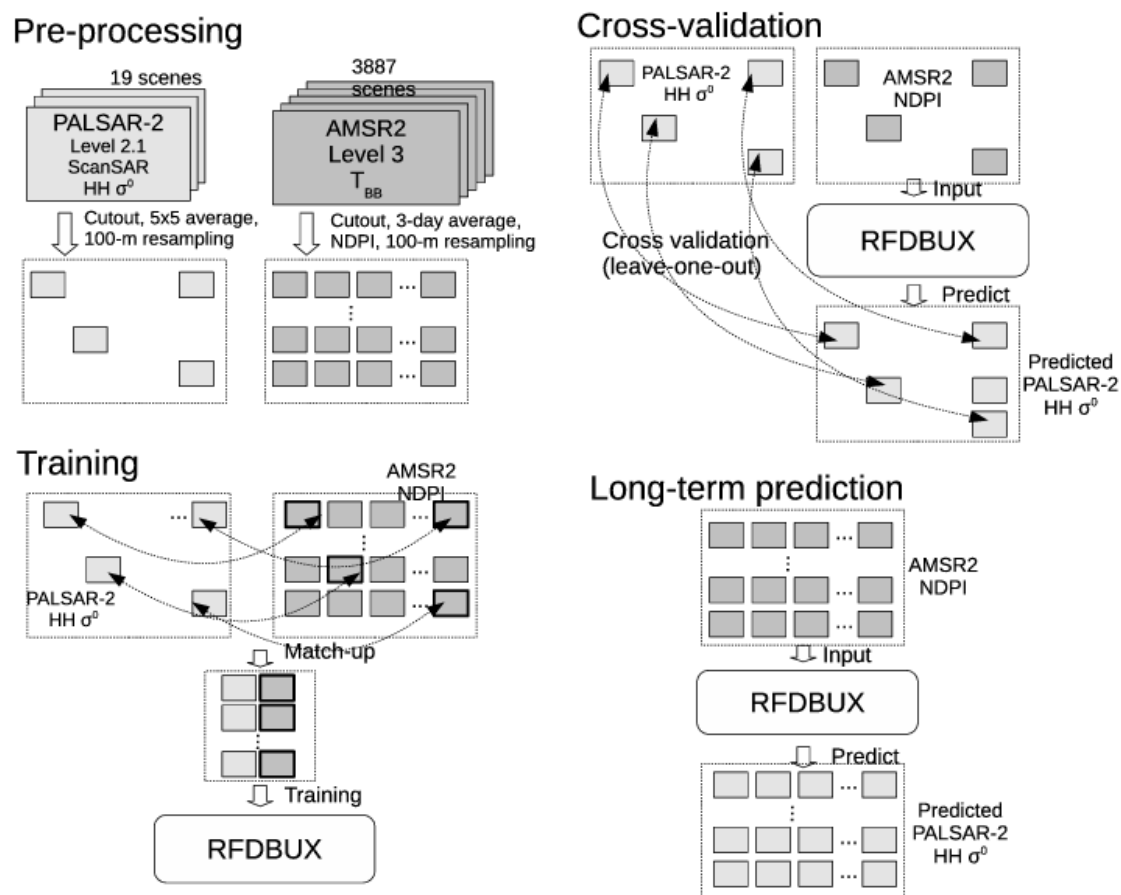 Pre-processing
19 scenes
PALSAR-2
Level 2.1
ScanSAR
HH σ⁰
3887
scenes
AMSR2
Level 3
T_BB
Cutout, 5x5 average,
100-m resampling
Cutout, 3-day average,
NDPI, 100-m resampling
...
...
...
...
Cross-validation
PALSAR-2
HH σ⁰
AMSR2
NDPI
Input
RFDBUX
Cross validation
(leave-one-out)
Predict
Predicted
PALSAR-2
HH σ⁰
Training
AMSR2
NDPI
...
...
...
...
...
PALSAR-2
HH σ⁰
Match-up
...
Training
RFDBUX
Long-term prediction
...
...
...
...
AMSR2
NDPI
Input
RFDBUX
Predict
...
...
...
...
Predicted
PALSAR-2
HH σ⁰